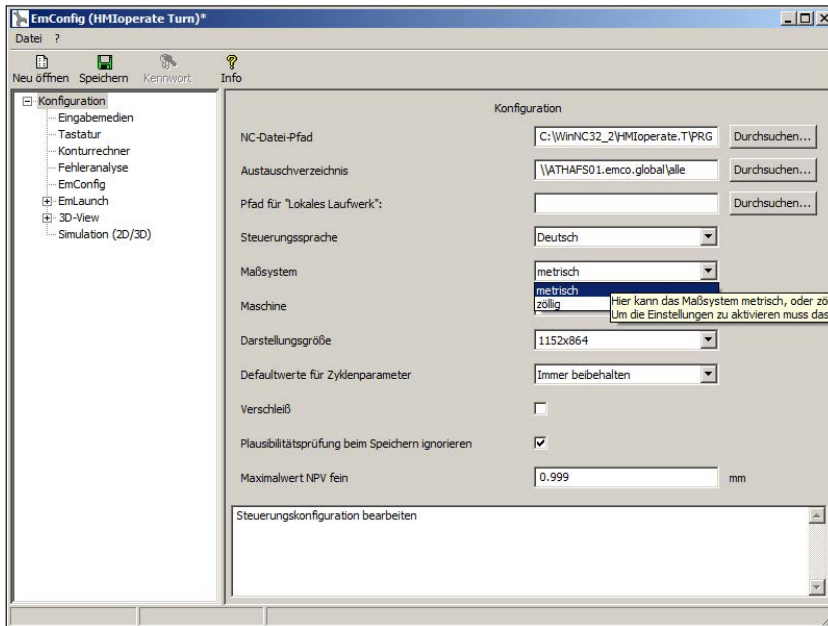 EmConfig (HMIoperate Turn)*
Datei ?
Neu öffnen Speichern Kennwort Info
Konfiguration
Eingabemedien
Tastatur
Konturrechner
Fehleranalyse
EmConfig
EmLaunch
3D-View
Simulation (2D/3D)
Konfiguration
NC-Datei-Pfad C:\WinNC32_2\HMIoperate.T\PRG Durchsuchen...
Austauschverzeichnis \\ATHAFS01.emco.global\alle Durchsuchen...
Pfad für "Lokales Laufwerk": Durchsuchen...
Steuerungssprache Deutsch
Maßsystem metrisch
metrisch
zöllig
Hier kann das Maßsystem metrisch, oder zö
Um die Einstellungen zu aktivieren muss das
Maschine
Darstellungsgröße 1152x864
Defaultwerte für Zyklenparameter Immer beibehalten
Verschleiß
Plausibilitätsprüfung beim Speichern ignorieren
Maximalwert NPV fein 0.999 mm
Steuerungskonfiguration bearbeiten